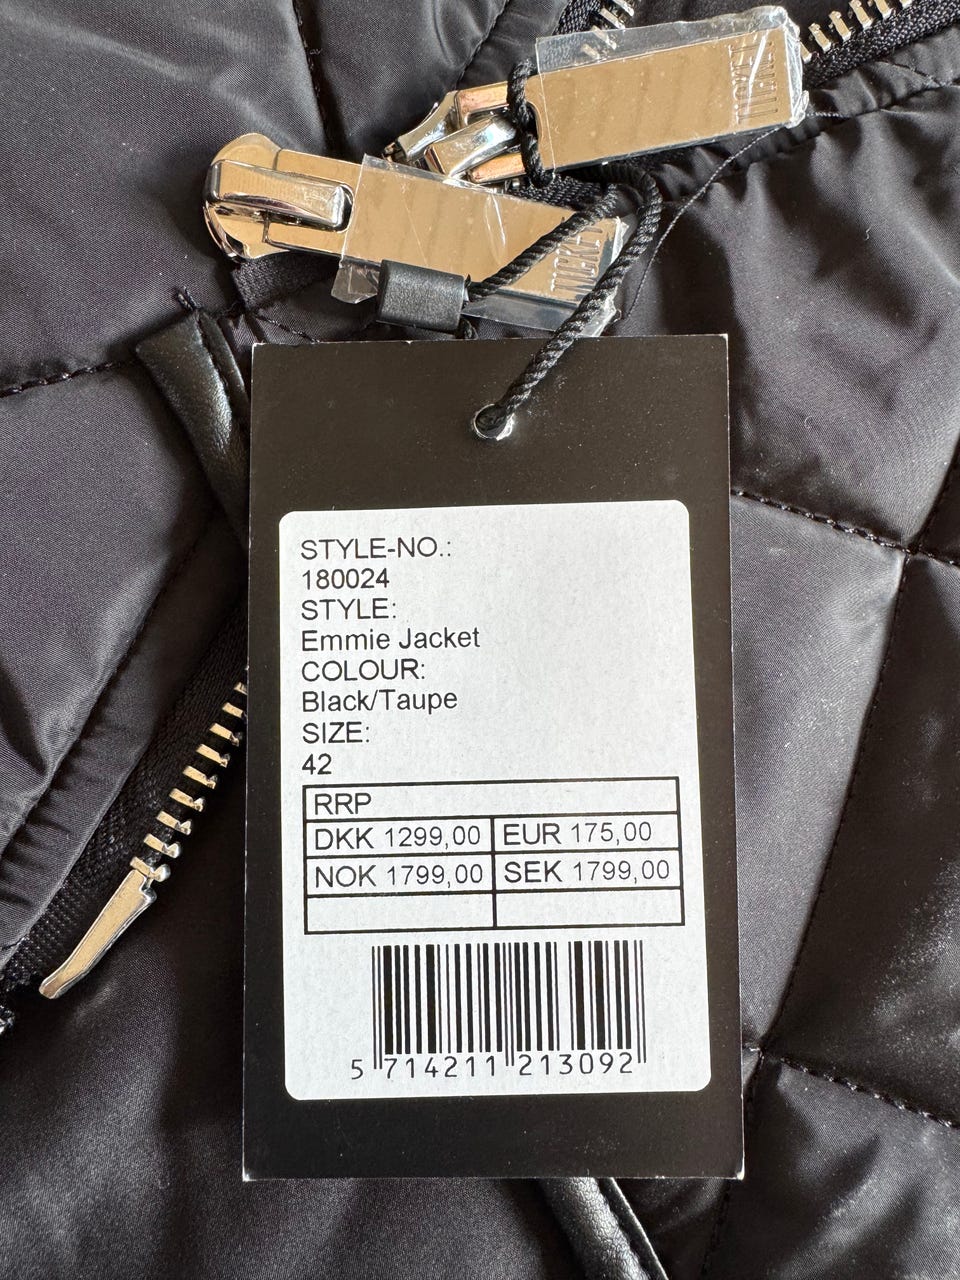 STYLE-NO.:
180024
STYLE:
Emmie Jacket
COLOUR:
Black/Taupe
SIZE:
42
RRP
DKK 1299,00 EUR 175,00
NOK 1799,00 SEK 1799,00
5 714211 213092